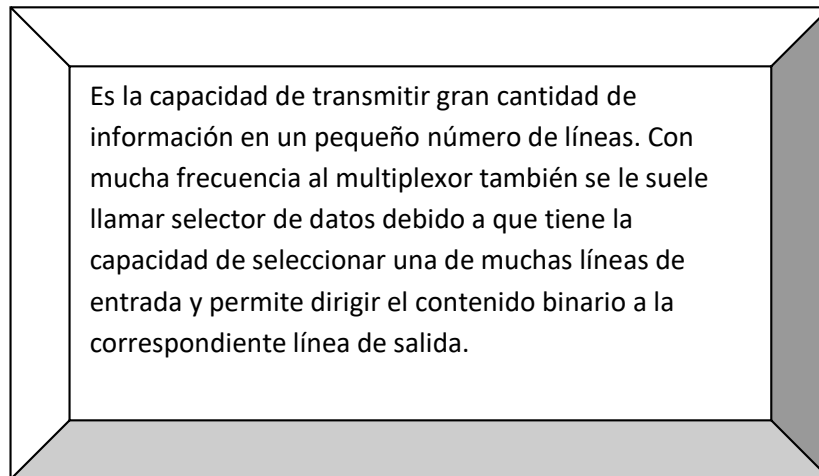 Es la capacidad de transmitir gran cantidad de
información en un pequeño número de líneas. Con
mucha frecuencia al multiplexor también se le suele
llamar selector de datos debido a que tiene la
capacidad de seleccionar una de muchas líneas de
entrada y permite dirigir el contenido binario a la
correspondiente línea de salida.